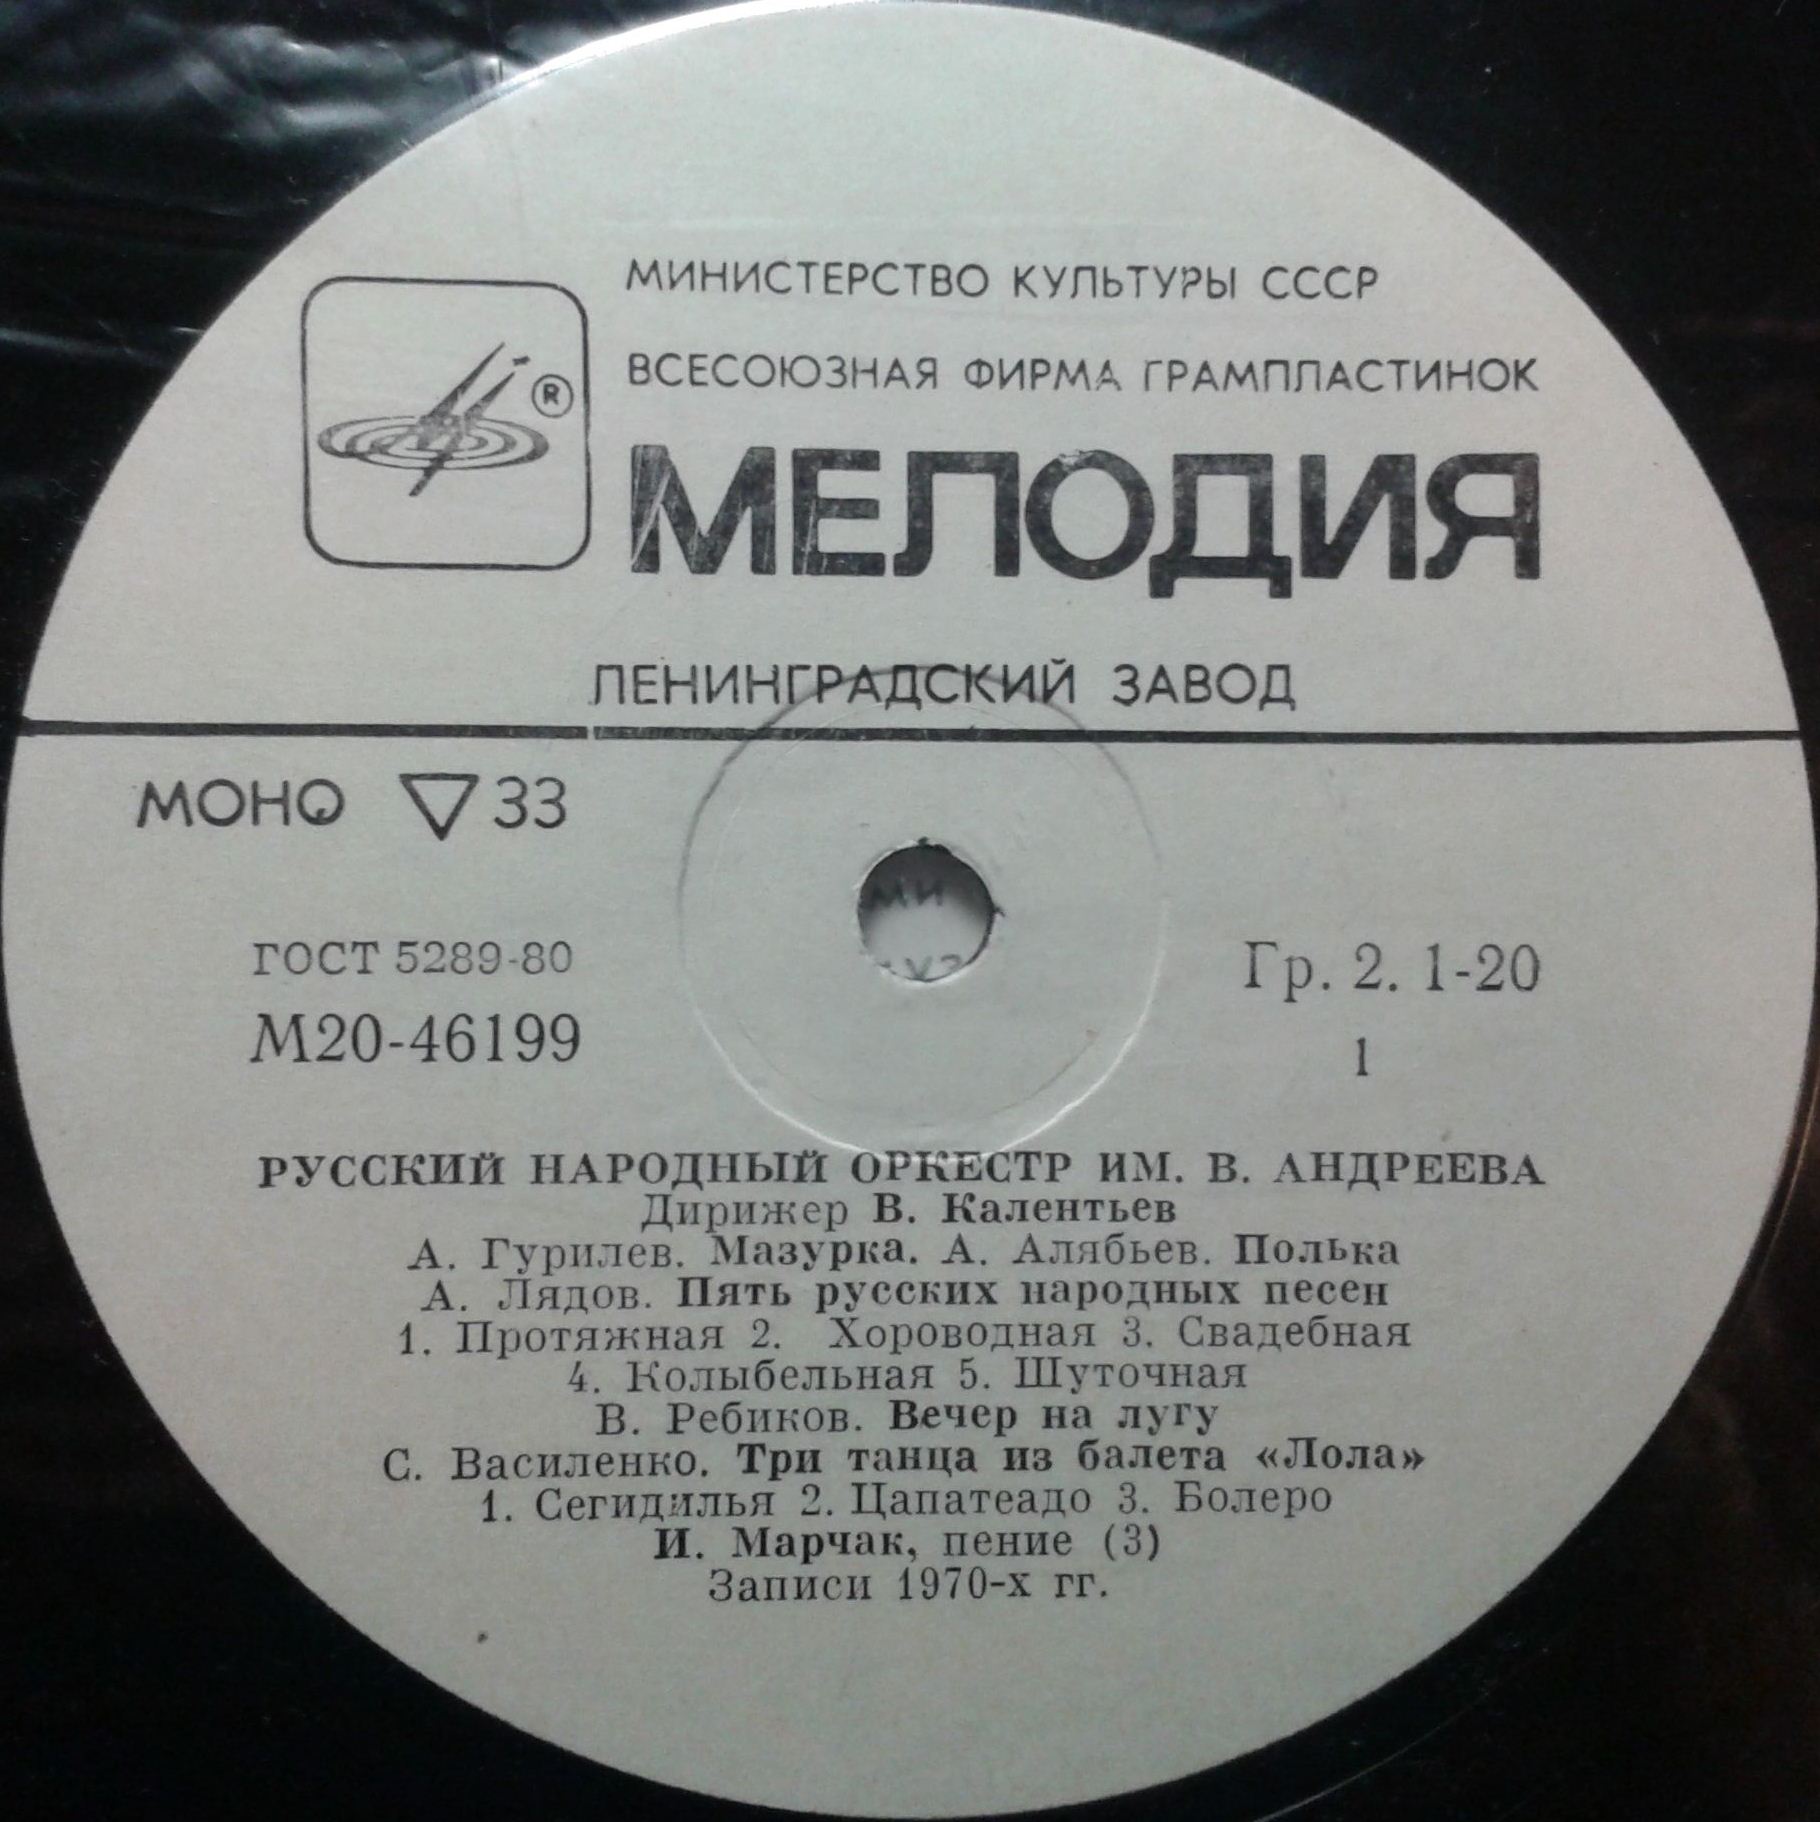 МИНИСТЕРСТВО КУЛЬТУРЫ СССР
ВСЕСОЮЗНАЯ ФИРМА ГРАМПЛАСТИНОК
®
МЕЛОДИЯ
ЛЕНИНГРАДСКИЙ ЗАВОД
МОНО ▽ 33
ГОСТ 5289-80
М20-46199
Гр. 2. 1-20
1
РУССКИЙ НАРОДНЫЙ ОРКЕСТР ИМ. В. АНДРЕЕВА
Дирижер В. Калентьев
А. Гурилев. Мазурка. А. Алябьев. Полька
А. Лядов. Пять русских народных песен
1. Протяжная 2. Хороводная 3. Свадебная
4. Колыбельная 5. Шуточная
В. Ребиков. Вечер на лугу
С. Василенко. Три танца из балета «Лола»
1. Сегидилья 2. Цапатеадо 3. Болеро
И. Марчак, пение (3)
Записи 1970-х гг.